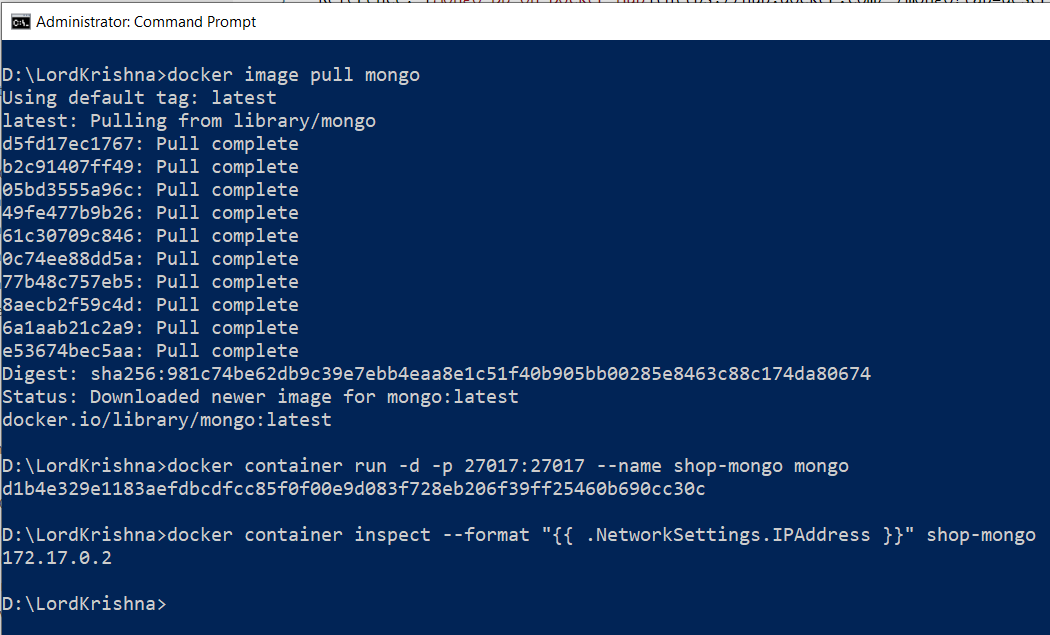 Administrator: Command Prompt
D:\LordKrishna>docker image pull mongo
Using default tag: latest
latest: Pulling from library/mongo
d5fd17ec1767: Pull complete
b2c91407ff49: Pull complete
05bd3555a96c: Pull complete
49fe477b9b26: Pull complete
61c30709c846: Pull complete
0c74ee88dd5a: Pull complete
77b48c757eb5: Pull complete
8aecb2f59c4d: Pull complete
6a1aab21c2a9: Pull complete
e53674bec5aa: Pull complete
Digest: sha256:981c74be62db9c39e7ebb4eaa8e1c51f40b905bb00285e8463c88c174da80674
Status: Downloaded newer image for mongo:latest
docker.io/library/mongo:latest
D:\LordKrishna>docker container run -d -p 27017:27017 --name shop-mongo mongo
d1b4e329e1183aefdbcdfcc85f0f00e9d083f728eb206f39ff25460b690cc30c
D:\LordKrishna>docker container inspect --format "{{ .NetworkSettings.IPAddress }}" shop-mongo
172.17.0.2
D:\LordKrishna>